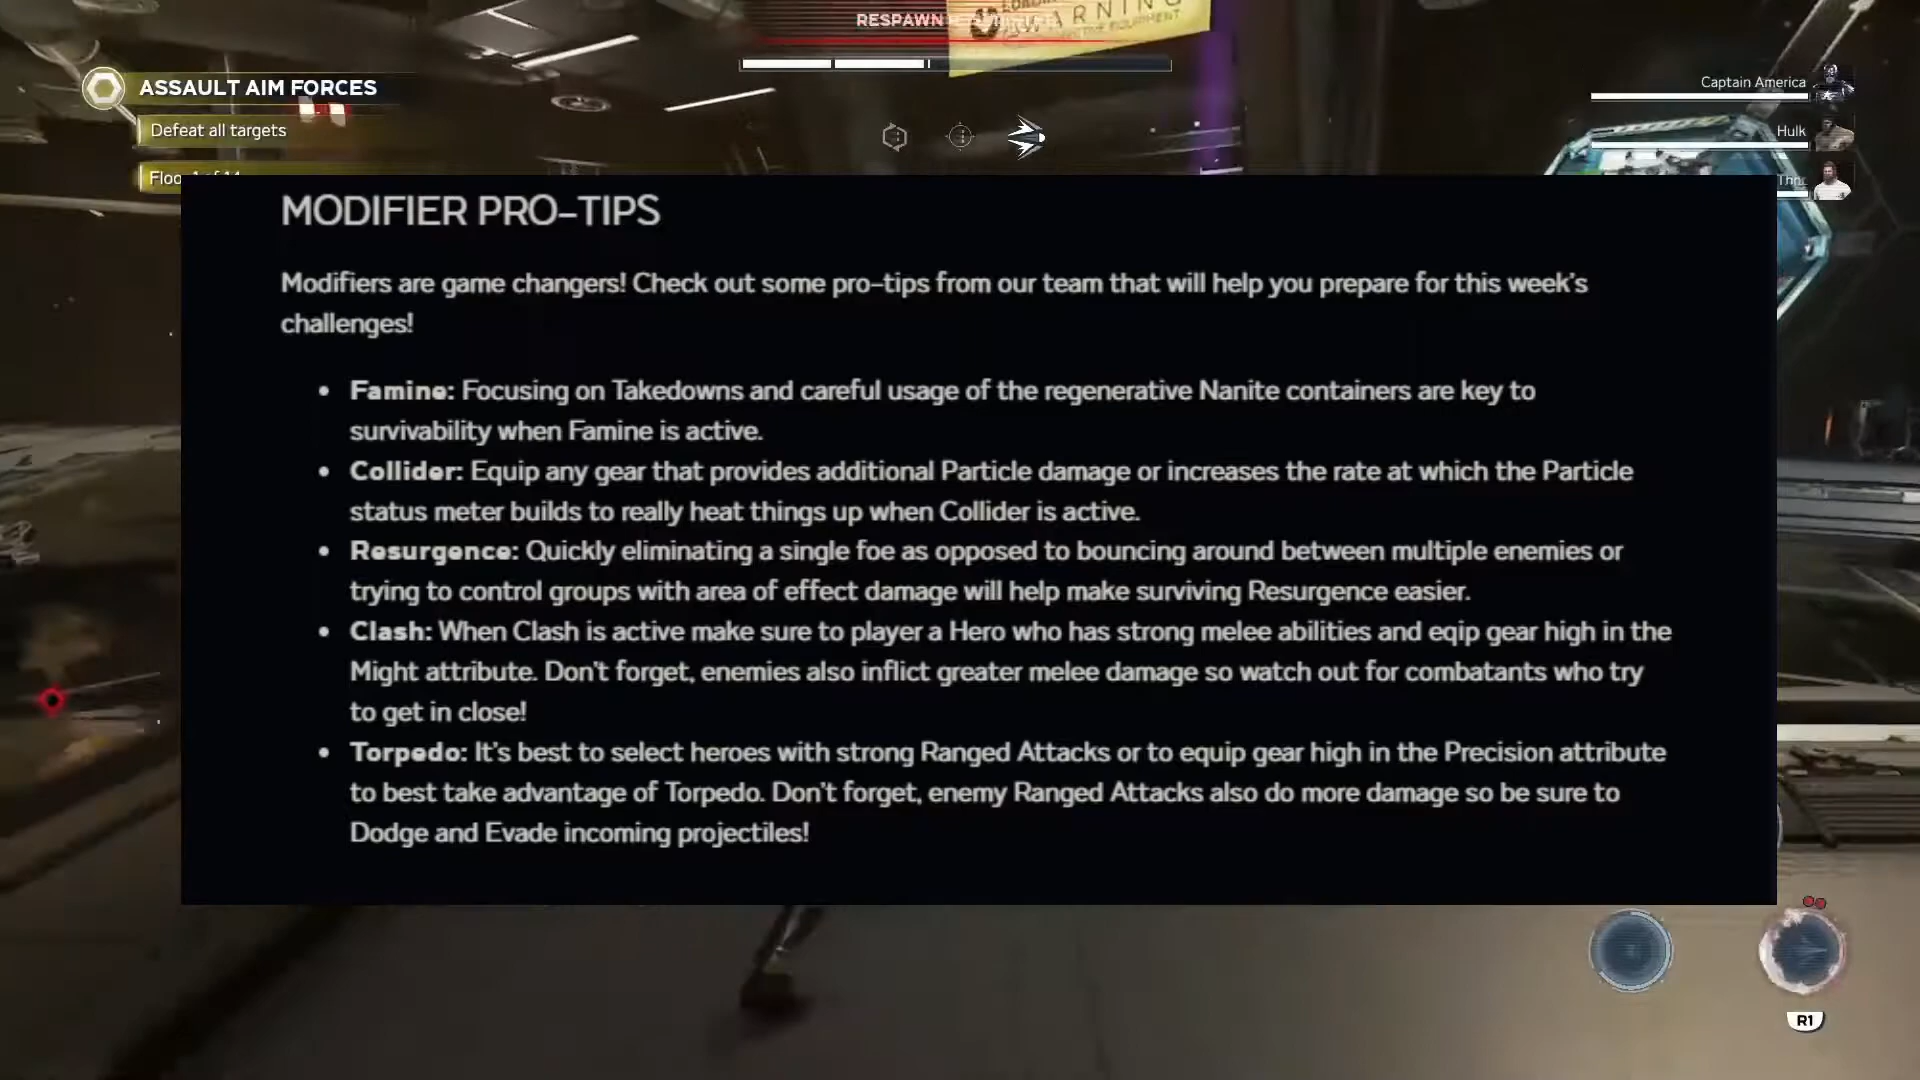 RESPAWN
WARNING
EQUIPMENT
ASSAULT AIM FORCES
Defeat all targets
Captain America
Hulk
MODIFIER PRO-TIPS
Modifiers are game changers! Check out some pro-tips from our team that will help you prepare for this week's
challenges!
• Famine: Focusing on Takedowns and careful usage of the regenerative Nanite containers are key to
survivability when Famine is active.
• Collider: Equip any gear that provides additional Particle damage or increases the rate at which the Particle
status meter builds to really heat things up when Collider is active.
• Resurgence: Quickly eliminating a single foe as opposed to bouncing around between multiple enemies or
trying to control groups with area of effect damage will help make surviving Resurgence easier.
• Clash: When Clash is active make sure to player a Hero who has strong melee abilities and eqip gear high in the
Might attribute. Don't forget, enemies also inflict greater melee damage so watch out for combatants who try
to get in close!
• Torpedo: It's best to select heroes with strong Ranged Attacks or to equip gear high in the Precision attribute
to best take advantage of Torpedo. Don't forget, enemy Ranged Attacks also do more damage so be sure to
Dodge and Evade incoming projectiles!
R1